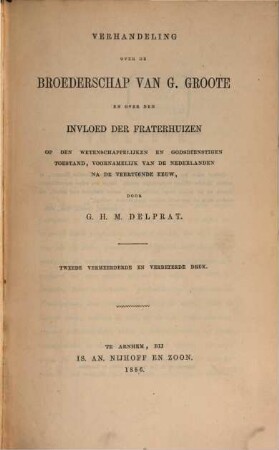 VERHANDELING
OVER DE
BROEDERSCHAP VAN G. GROOTE
EN OVER DEN
INVLOED DER FRATERHUIZEN
OP DEN WETENSCHAPPELIJKEN EN GODSDIENSTIGEN
TOESTAND, VOORNAMELIJK VAN DE NEDERLANDEN
NA DE VEERTIENDE EEUW,
DOOR
G. H. M. DELPRAT.
TWEEDE VERMEERDERDE EN VERBETERDE DRUK.
TE ARNHEM, BIJ
IS. AN. NIJHOFF EN ZOON.
1856.